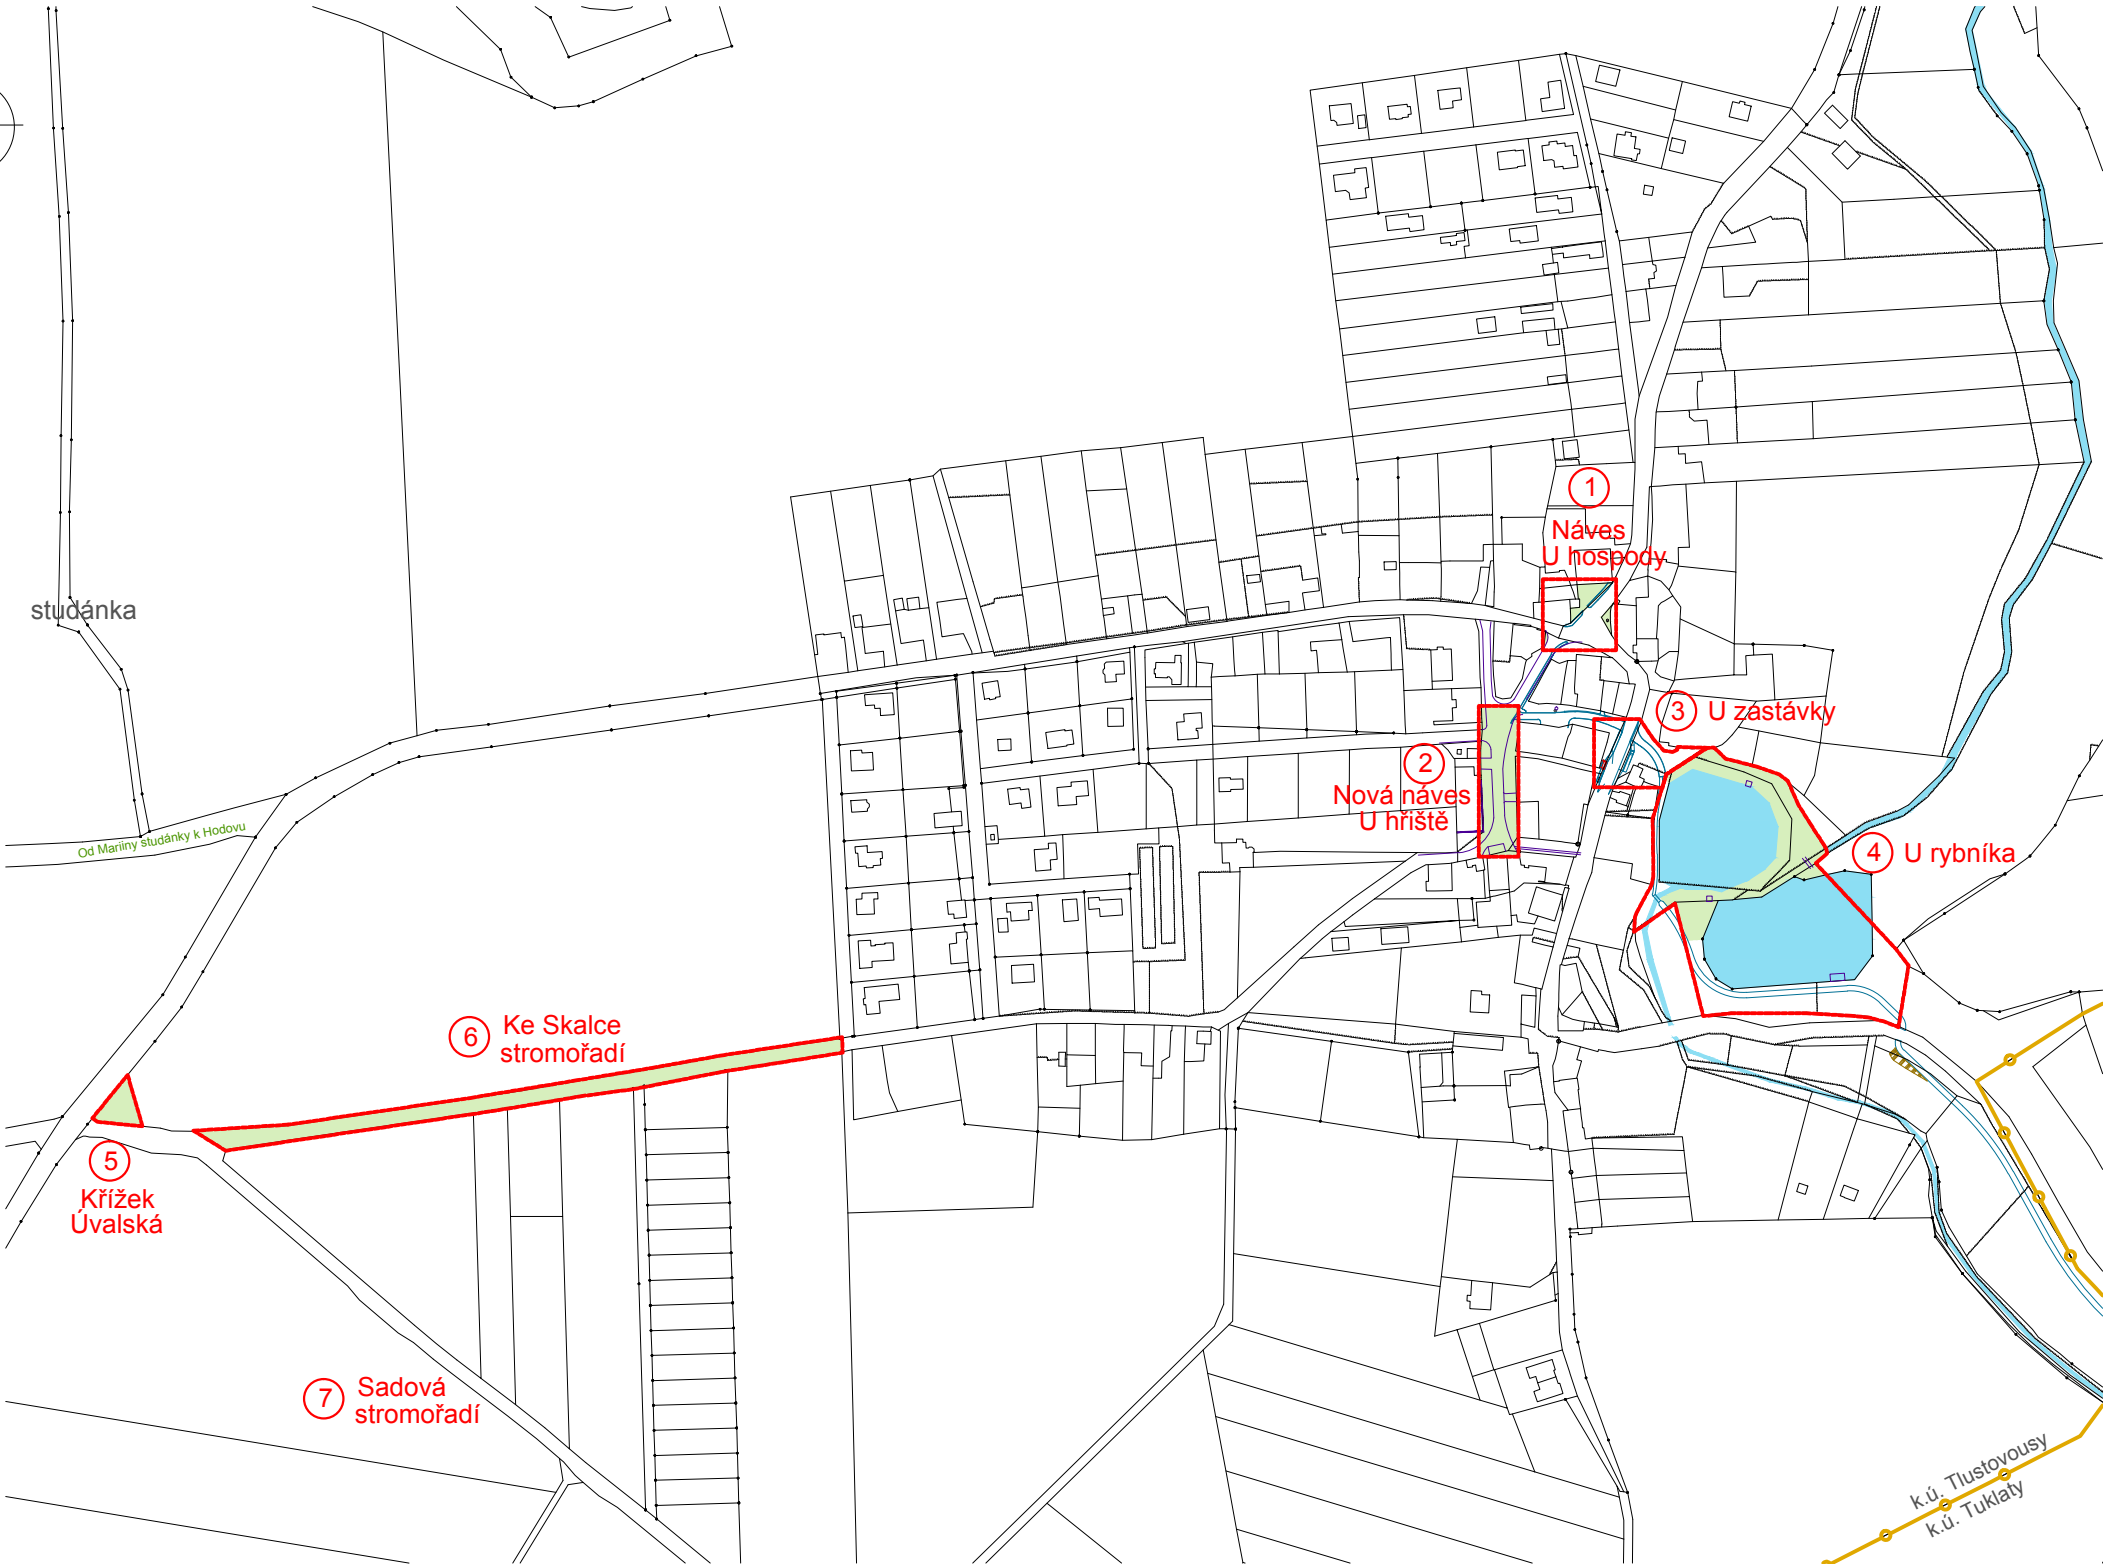 1
Náves
U hospody
studánka
3 U zastávky
2
Nová náves
U hřiště
Od Mariiny studánky k Hodovu
4 U rybníka
6 Ke Skalce
stromořadí
5
Křížek
Úvalská
7 Sadová
stromořadí
k.ú. Tlustovousy
k.ú. Tuklaty